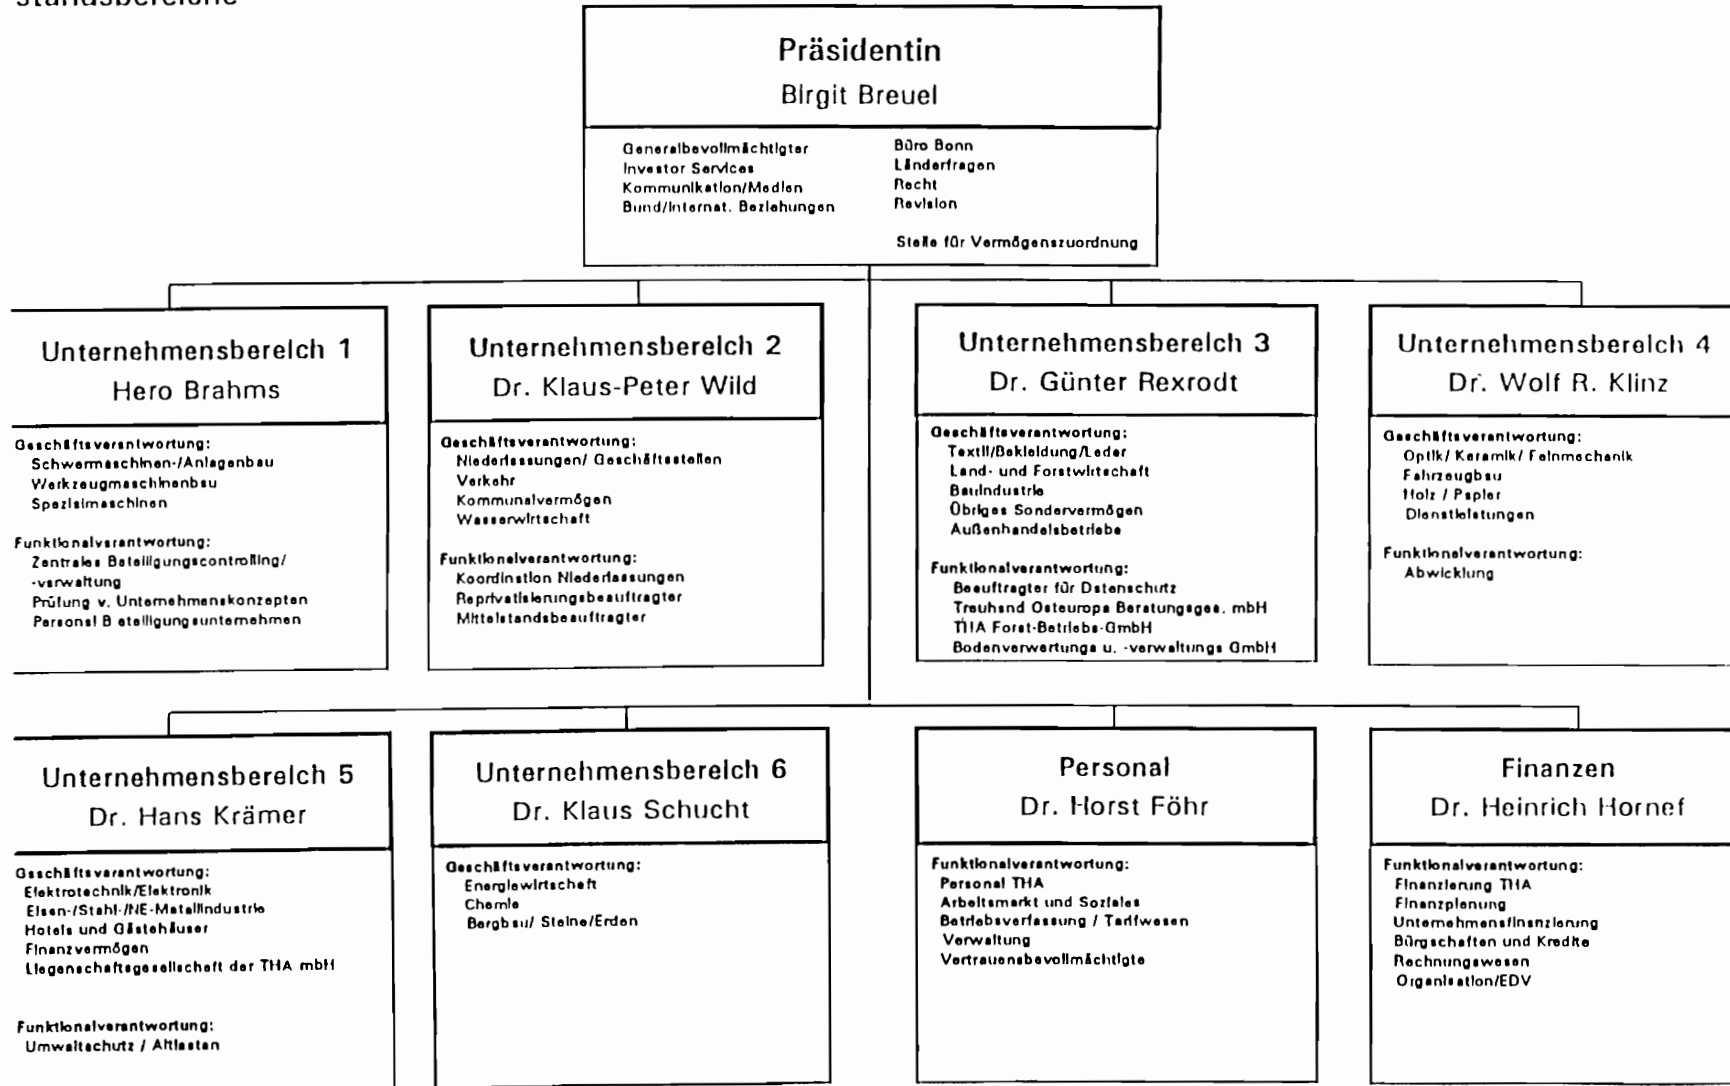 Präsidentin
Birgit Breuel
Generalbevollmächtigter
Investor Services
Kommunikation/Medien
Bund/Internat. Beziehungen
Büro Bonn
Länderfragen
Recht
Revision
Stelle für Vermögenszuordnung
Unternehmensbereich 1
Hero Brahms
Geschäftsverantwortung:
Schwermaschinen-/Anlagenbau
Werkzeugmaschinenbau
Spezialmaschinen
Funktionalverantwortung:
Zentrales Beteiligungscontrolling/
-verwaltung
Prüfung v. Unternehmenskonzepten
Personal Beteiligungsunternehmen
Unternehmensbereich 2
Dr. Klaus-Peter Wild
Geschäftsverantwortung:
Niederlassungen/ Geschäftsstellen
Verkehr
Kommunalvermögen
Wasserwirtschaft
Funktionalverantwortung:
Koordination Niederlassungen
Reprivatisierungsbeauftragter
Mittelstandsbeauftragter
Unternehmensbereich 3
Dr. Günter Rexrodt
Geschäftsverantwortung:
Textil/Bekleidung/Leder
Land- und Forstwirtschaft
Bauindustrie
Übriges Sondervermögen
Außenhandelsbetriebe
Funktionalverantwortung:
Beauftragter für Datenschutz
Treuhand Osteuropa Beratungsges. mbH
THA Forst-Betriebs-GmbH
Bodenverwertungs u. -verwaltungs GmbH
Unternehmensbereich 4
Dr. Wolf R. Klinz
Geschäftsverantwortung:
Optik/ Keramik/ Feinmechanik
Fahrzeugbau
Holz / Papier
Dienstleistungen
Funktionalverantwortung:
Abwicklung
Unternehmensbereich 5
Dr. Hans Krämer
Geschäftsverantwortung:
Elektrotechnik/Elektronik
Eisen-/Stahl-/NE-Metallindustrie
Hotels und Gästehäuser
Finanzvermögen
Liegenschaftsgesellschaft der THA mbH
Funktionalverantwortung:
Umweltschutz / Altlasten
Unternehmensbereich 6
Dr. Klaus Schucht
Geschäftsverantwortung:
Energiewirtschaft
Chemie
Bergbau/ Steine/Erden
Personal
Dr. Horst Föhr
Funktionalverantwortung:
Personal THA
Arbeitsmarkt und Soziales
Betriebsverfassung / Tarifwesen
Verwaltung
Vertrauensbevollmächtigte
Finanzen
Dr. Heinrich Hornef
Funktionalverantwortung:
Finanzierung THA
Finanzplanung
Unternehmensfinanzierung
Bürgschaften und Kredite
Rechnungswesen
Organisation/EDV